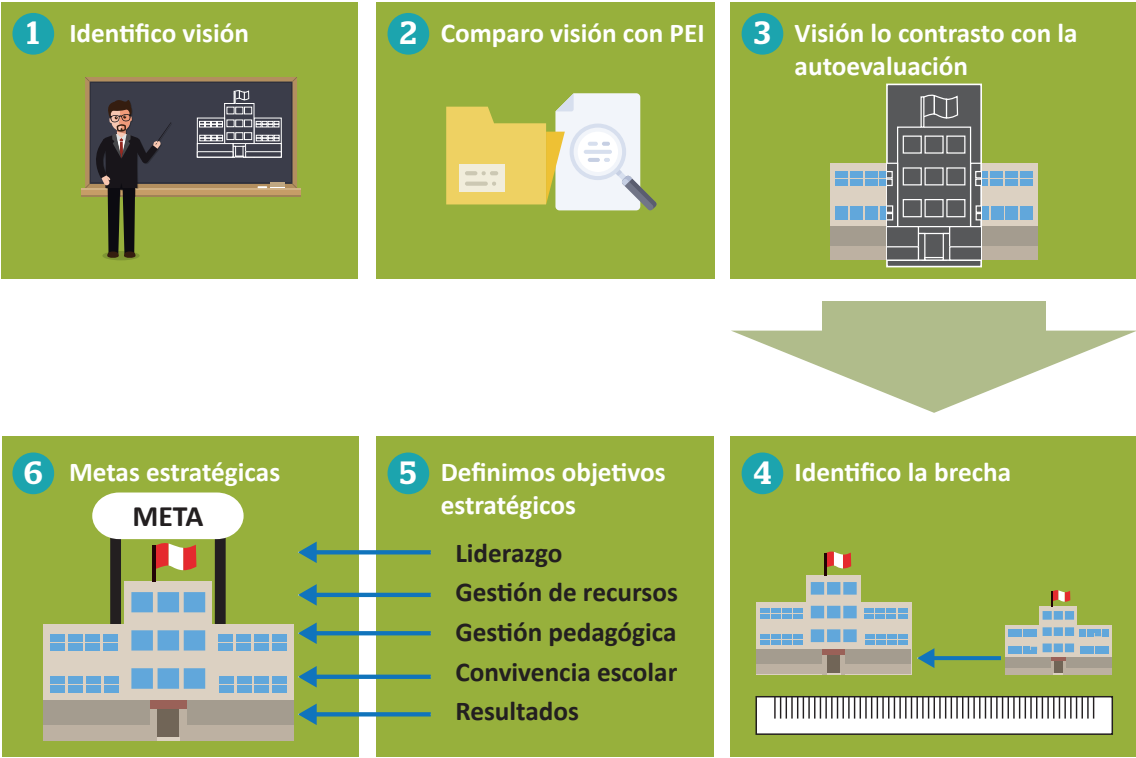 1 Identifico visión
2 Comparo visión con PEI
3 Visión lo contrasto con la
autoevaluación
4 Identifico la brecha
5 Definimos objetivos
estratégicos
Liderazgo
Gestión de recursos
Gestión pedagógica
Convivencia escolar
Resultados
6 Metas estratégicas
META